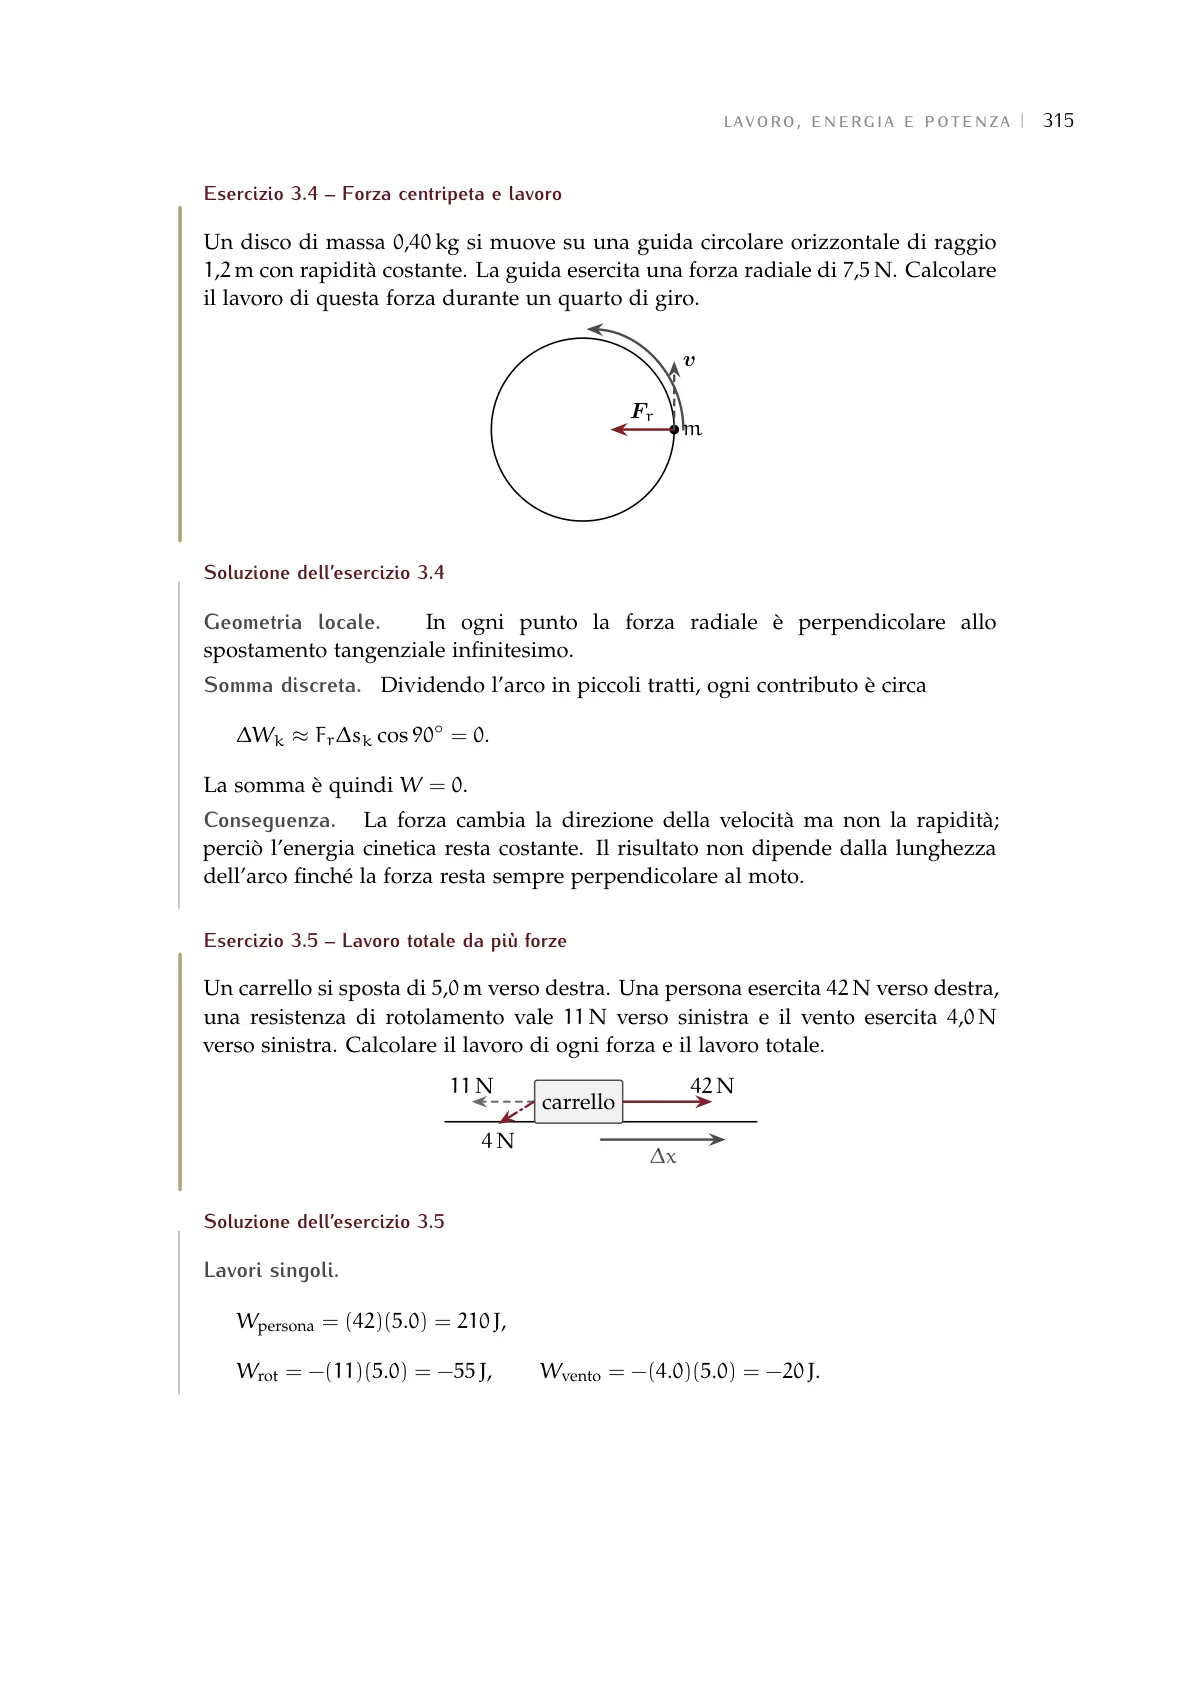 LAVORO, ENERGIA E POTENZA | 315
Esercizio 3.4 – Forza centripeta e lavoro
Un disco di massa 0,40 kg si muove su una guida circolare orizzontale di raggio
1,2 m con rapidità costante. La guida esercita una forza radiale di 7,5 N. Calcolare
il lavoro di questa forza durante un quarto di giro.
v
F_r
m
Soluzione dell'esercizio 3.4
Geometria locale. In ogni punto la forza radiale è perpendicolare allo
spostamento tangenziale infinitesimo.
Somma discreta. Dividendo l'arco in piccoli tratti, ogni contributo è circa
ΔW_k ≈ F_rΔs_k cos 90° = 0.
La somma è quindi W = 0.
Conseguenza. La forza cambia la direzione della velocità ma non la rapidità;
perciò l'energia cinetica resta costante. Il risultato non dipende dalla lunghezza
dell'arco finché la forza resta sempre perpendicolare al moto.
Esercizio 3.5 – Lavoro totale da più forze
Un carrello si sposta di 5,0 m verso destra. Una persona esercita 42 N verso destra,
una resistenza di rotolamento vale 11 N verso sinistra e il vento esercita 4,0 N
verso sinistra. Calcolare il lavoro di ogni forza e il lavoro totale.
11 N 42 N
carrello
4 N
Δx
Soluzione dell'esercizio 3.5
Lavori singoli.
W_persona = (42)(5.0) = 210 J,
W_rot = −(11)(5.0) = −55 J, W_vento = −(4.0)(5.0) = −20 J.